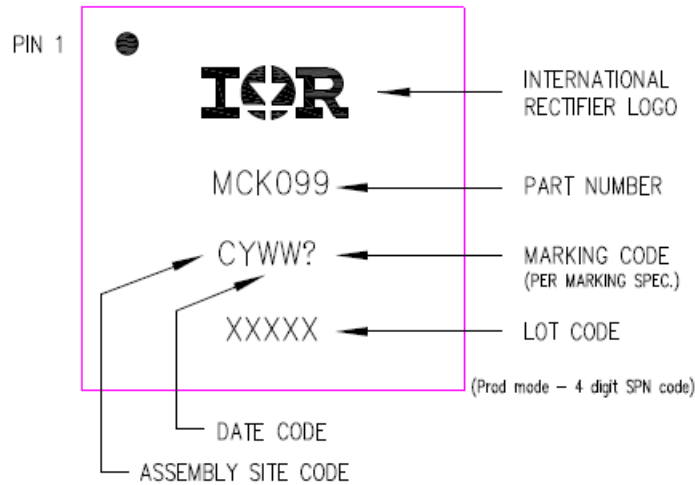 PIN 1
IOR
INTERNATIONAL
RECTIFIER LOGO
MCK099
PART NUMBER
CYWW?
MARKING CODE
(PER MARKING SPEC.)
XXXXX
LOT CODE
(Prod mode – 4 digit SPN code)
DATE CODE
ASSEMBLY SITE CODE